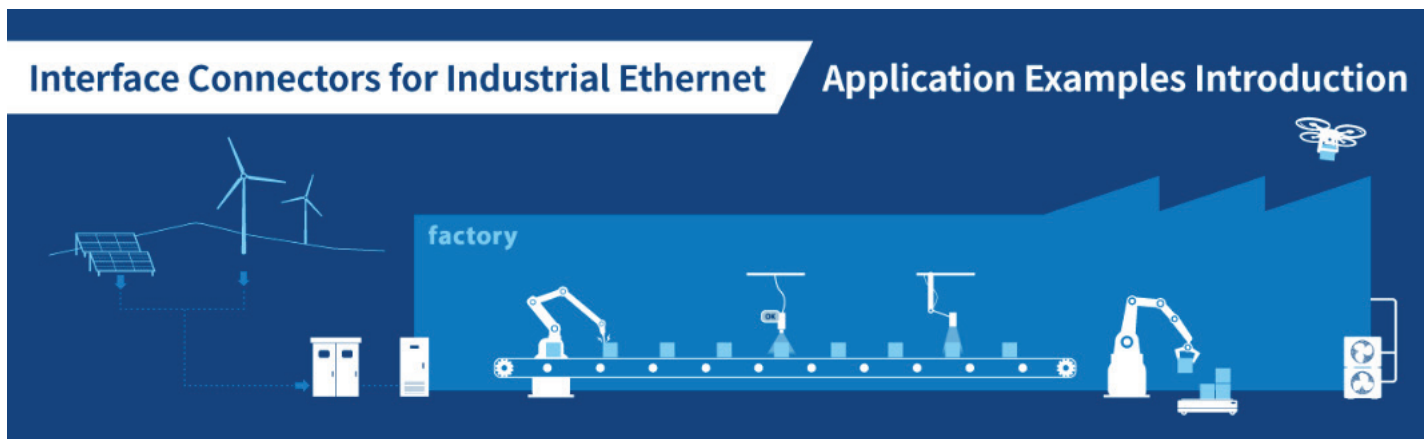 Interface Connectors for Industrial Ethernet
Application Examples Introduction
factory
OK